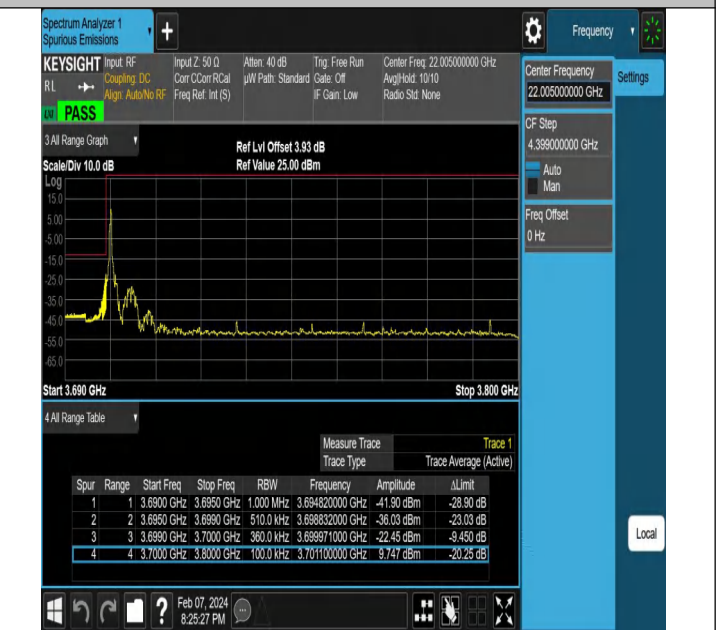 Spectrum Analyzer 1
Spurious Emissions
Frequency
KEYSIGHT
RL
LXI
PASS
Input: RF
Coupling: DC
Align: Auto/No RF
Input Z: 50 Ω
Corr CCorr RCal
Freq Ref: Int (S)
Atten: 40 dB
µW Path: Standard
Trig: Free Run
Gate: Off
IF Gain: Low
Center Freq: 22.005000000 GHz
Avg|Hold: 10/10
Radio Std: None
Center Frequency
22.005000000 GHz
Settings
CF Step
4.399000000 GHz
Auto
Man
Freq Offset
0 Hz
3 All Range Graph
Ref Lvl Offset 3.93 dB
Scale/Div 10.0 dB
Ref Value 25.00 dBm
Log
15.0
5.00
-5.00
-15.0
-25.0
-35.0
-45.0
-55.0
-65.0
Start 3.690 GHz
Stop 3.800 GHz
4 All Range Table
Measure Trace Trace 1
Trace Type Trace Average (Active)
Spur Range Start Freq Stop Freq RBW Frequency Amplitude ΔLimit
1 1 3.6900 GHz 3.6950 GHz 1.000 MHz 3.694820000 GHz -41.90 dBm -28.90 dB
2 2 3.6950 GHz 3.6990 GHz 510.0 kHz 3.698832000 GHz -36.03 dBm -23.03 dB
3 3 3.6990 GHz 3.7000 GHz 360.0 kHz 3.699971000 GHz -22.45 dBm -9.450 dB
4 4 3.7000 GHz 3.8000 GHz 100.0 kHz 3.701100000 GHz 9.747 dBm -20.25 dB
Local
Feb 07, 2024
8:25:27 PM